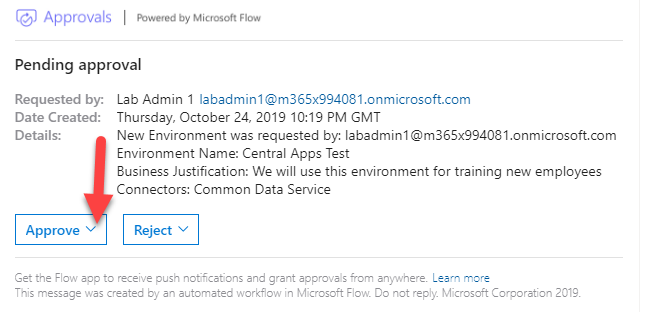 Approvals | Powered by Microsoft Flow
Pending approval
Requested by: Lab Admin 1 labadmin1@m365x994081.onmicrosoft.com
Date Created: Thursday, October 24, 2019 10:19 PM GMT
Details: New Environment was requested by: labadmin1@m365x994081.onmicrosoft.com
Environment Name: Central Apps Test
Business Justification: We will use this environment for training new employees
Connectors: Common Data Service
Approve Reject
Get the Flow app to receive push notifications and grant approvals from anywhere. Learn more
This message was created by an automated workflow in Microsoft Flow. Do not reply. Microsoft Corporation 2019.